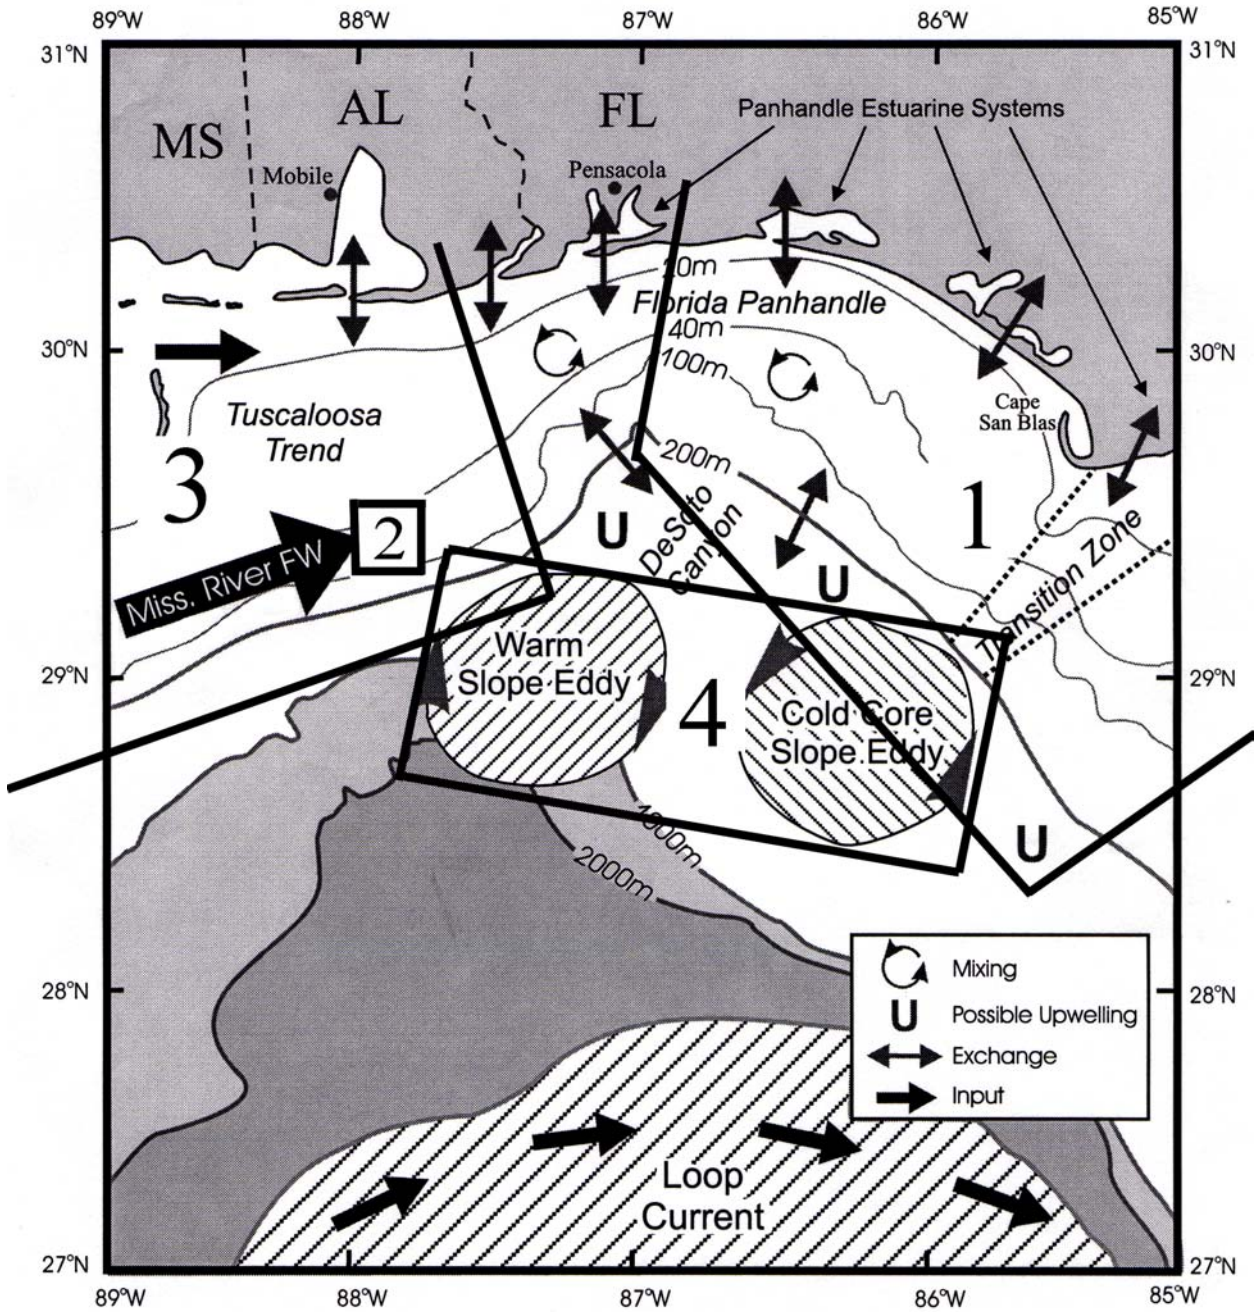 89°W 88°W 87°W 86°W 85°W
31°N 31°N
AL FL Panhandle Estuarine Systems
MS
Mobile Pensacola
20m
Florida Panhandle
40m
30°N 30°N
100m
Cape
San Blas
Tuscaloosa
Trend
200m
3 1
2 U DeSoto
Canyon
Transition Zone
Miss. River FW
U
Warm
Slope Eddy
29°N 29°N
4 Cold Core
Slope Eddy
U
1000m
2000m
28°N 28°N
Mixing
U Possible Upwelling
Exchange
Input
Loop
Current
27°N 27°N
89°W 88°W 87°W 86°W 85°W